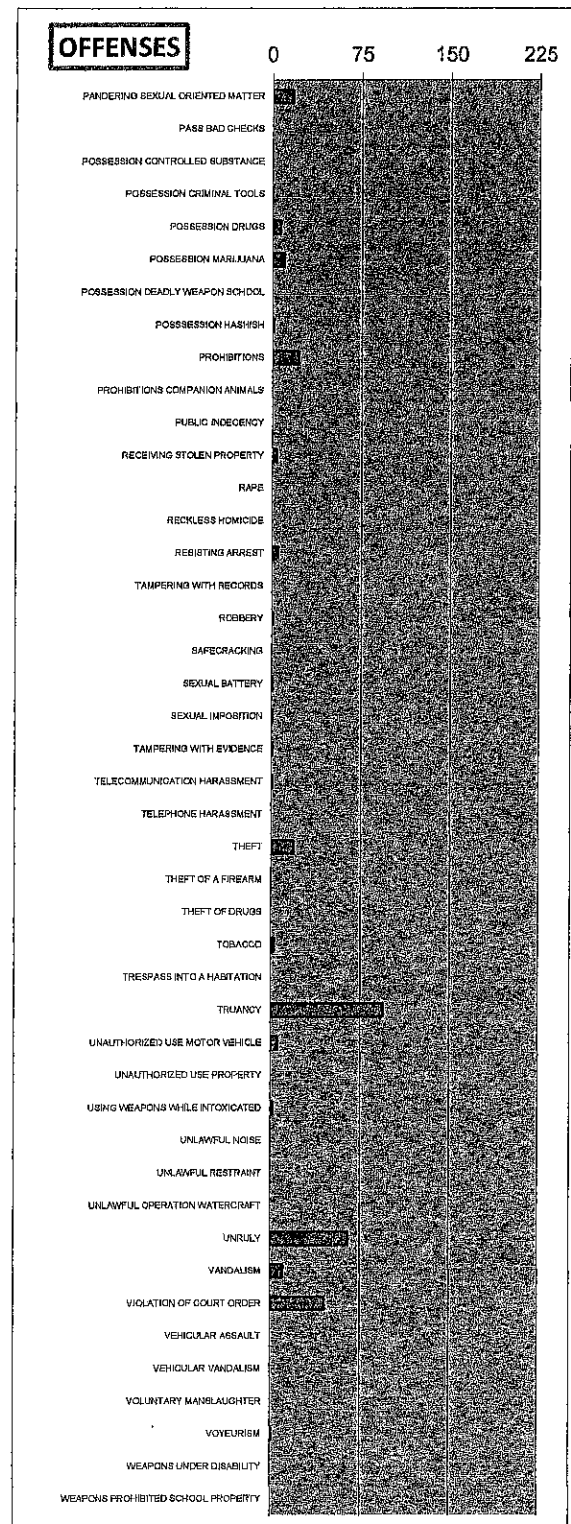 OFFENSES
0 75 150 225
PANDERING SEXUAL ORIENTED MATTER
PASS BAD CHECKS
POSSESSION CONTROLLED SUBSTANCE
POSSESSION CRIMINAL TOOLS
POSSESSION DRUGS
POSSESSION MARIJUANA
POSSESSION DEADLY WEAPON SCHOOL
POSSSESSION HASHISH
PROHIBITIONS
PROHIBITIONS COMPANION ANIMALS
PUBLIC INDECENCY
RECEIVING STOLEN PROPERTY
RAPE
RECKLESS HOMICIDE
RESISTING ARREST
TAMPERING WITH RECORDS
ROBBERY
SAFECRACKING
SEXUAL BATTERY
SEXUAL IMPOSITION
TAMPERING WITH EVIDENCE
TELECOMMUNICATION HARASSMENT
TELEPHONE HARASSMENT
THEFT
THEFT OF A FIREARM
THEFT OF DRUGS
TOBACCO
TRESPASS INTO A HABITATION
TRUANCY
UNAUTHORIZED USE MOTOR VEHICLE
UNAUTHORIZED USE PROPERTY
USING WEAPONS WHILE INTOXICATED
UNLAWFUL NOISE
UNLAWFUL RESTRAINT
UNLAWFUL OPERATION WATERCRAFT
UNRULY
VANDALISM
VIOLATION OF COURT ORDER
VEHICULAR ASSAULT
VEHICULAR VANDALISM
VOLUNTARY MANSLAUGHTER
VOYEURISM
WEAPONS UNDER DISABILITY
WEAPONS PROHIBITED SCHOOL PROPERTY